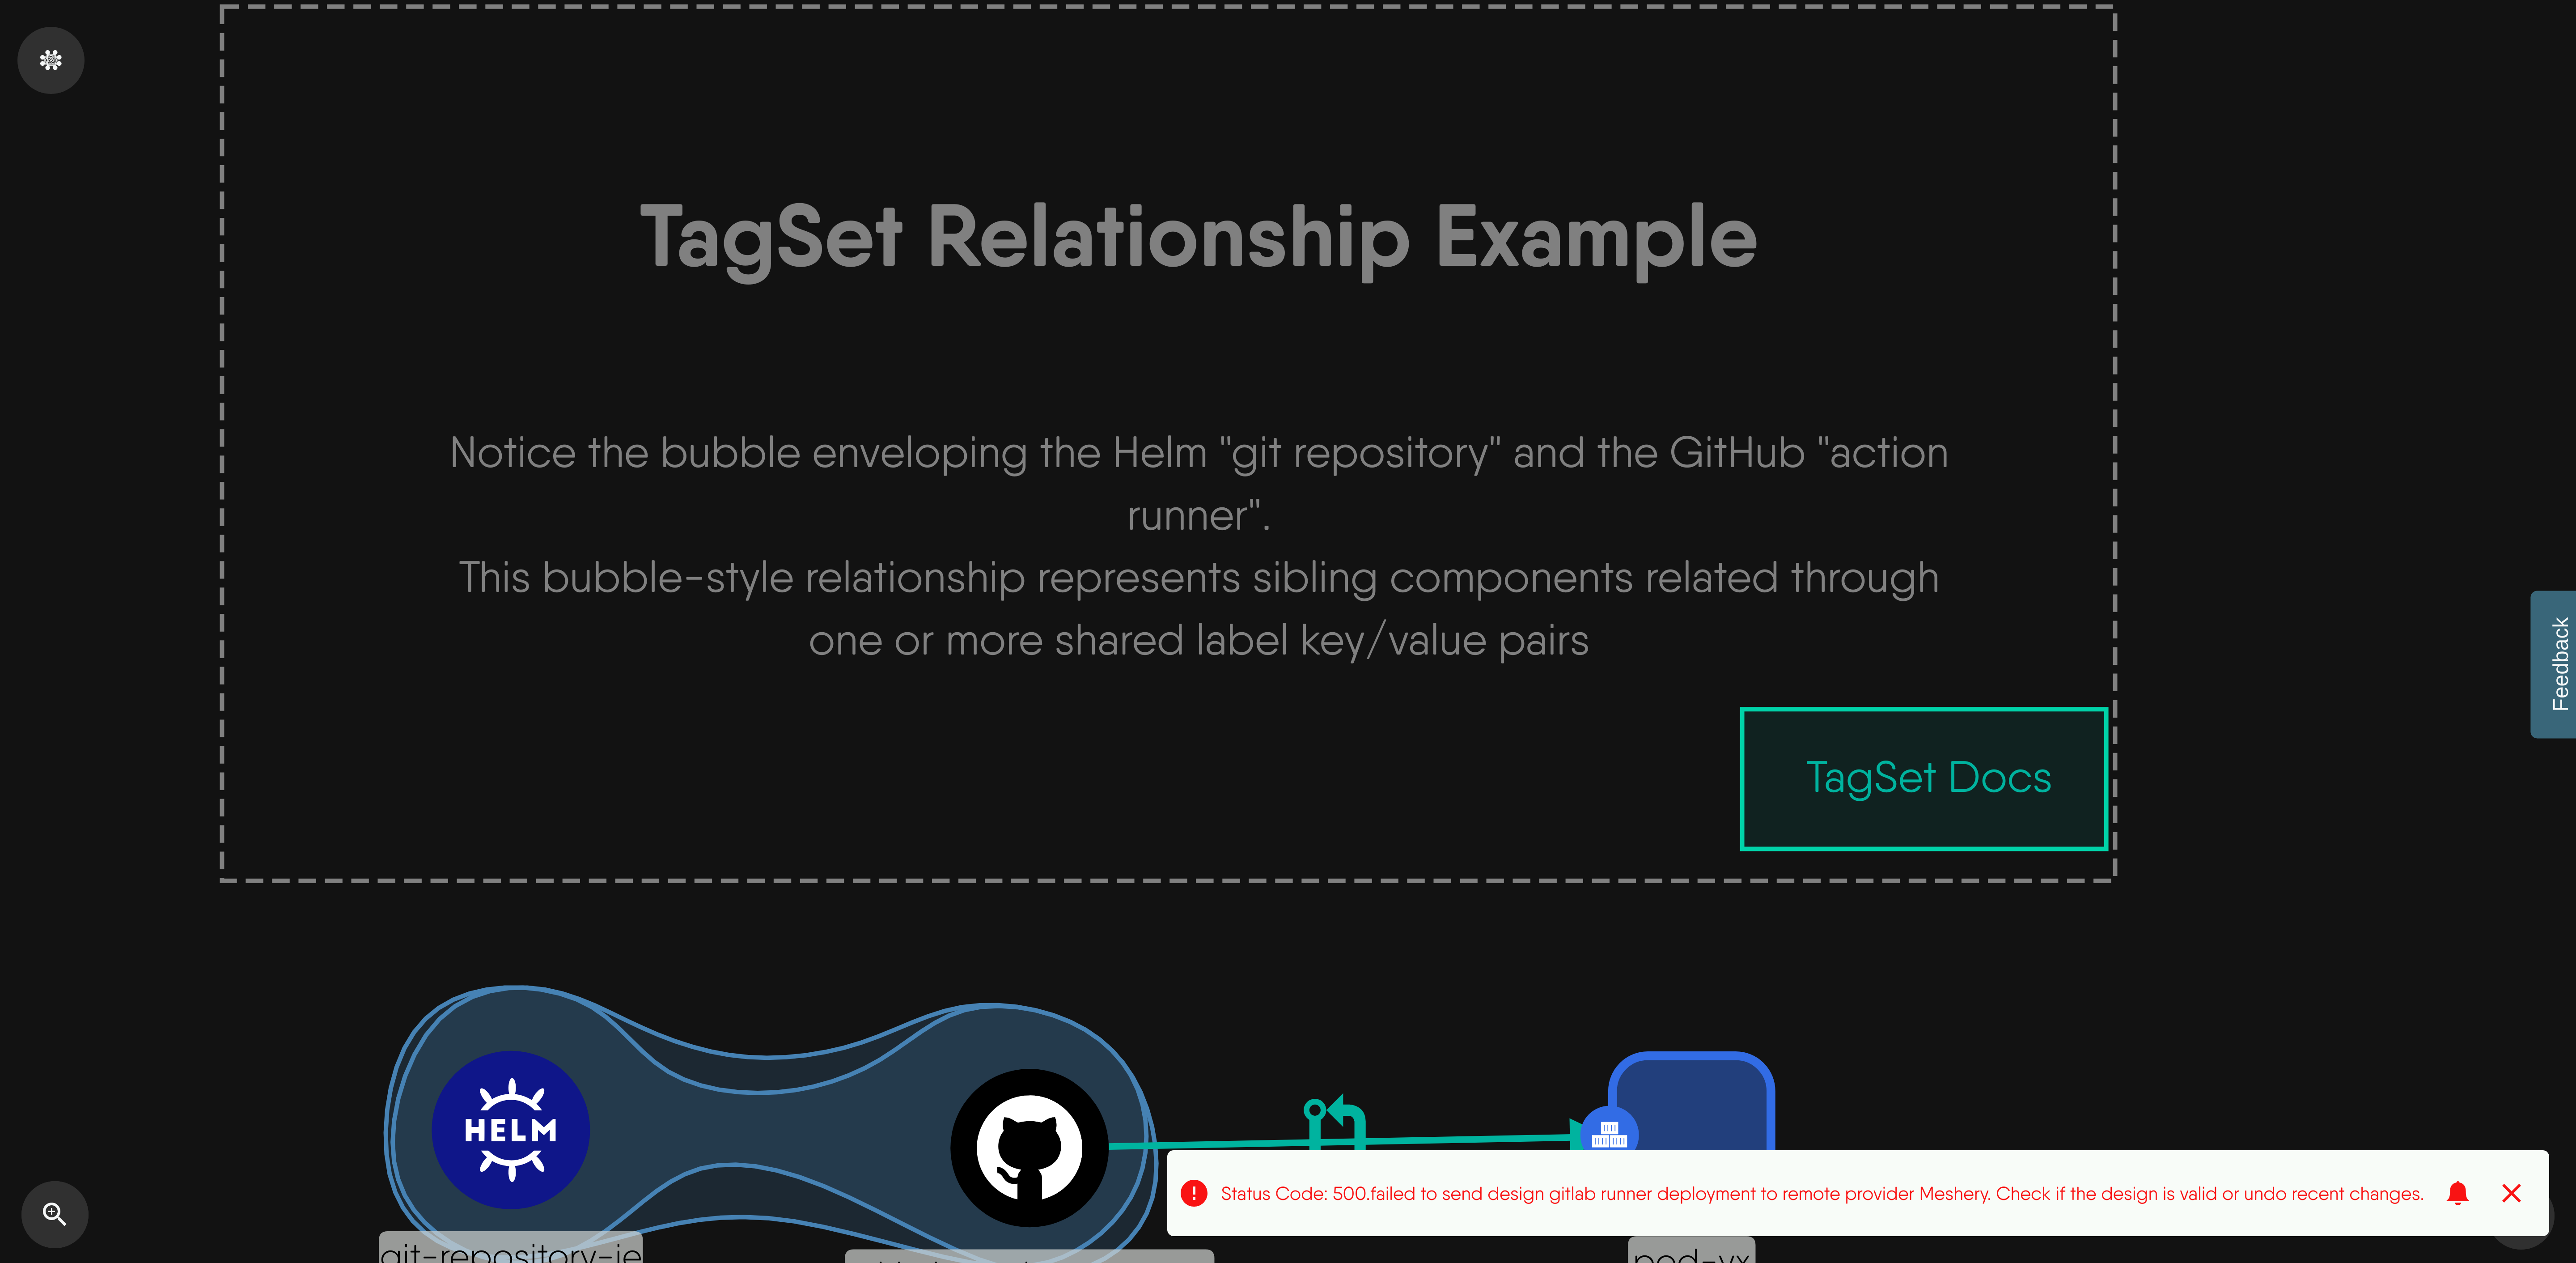 TagSet Relationship Example
Notice the bubble enveloping the Helm "git repository" and the GitHub "action
runner".
This bubble-style relationship represents sibling components related through
one or more shared label key/value pairs
Feedback
TagSet Docs
HELM
Status Code: 500.failed to send design gitlab runner deployment to remote provider Meshery. Check if the design is valid or undo recent changes.
git-repository-ie
pod-vx